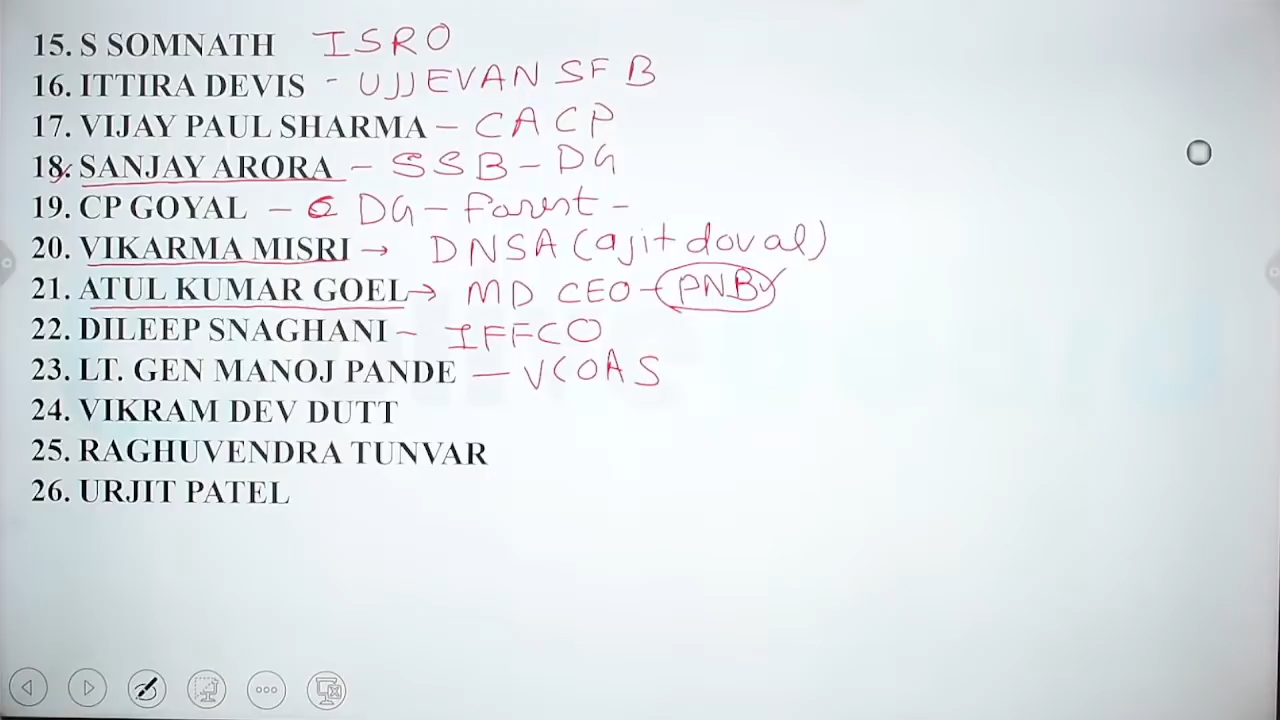 15. S SOMNATH ISRO
16. ITTIRA DEVIS - UJJEVAN SFB
17. VIJAY PAUL SHARMA - CACP
18. SANJAY ARORA - SSB - DG
19. CP GOYAL - DG - Forest -
20. VIKARMA MISRI → DNSA (ajit doval)
21. ATUL KUMAR GOEL → MD CEO - PNB
22. DILEEP SNAGHANI - IFFCO
23. LT. GEN MANOJ PANDE - VCOAS
24. VIKRAM DEV DUTT
25. RAGHUVENDRA TUNVAR
26. URJIT PATEL